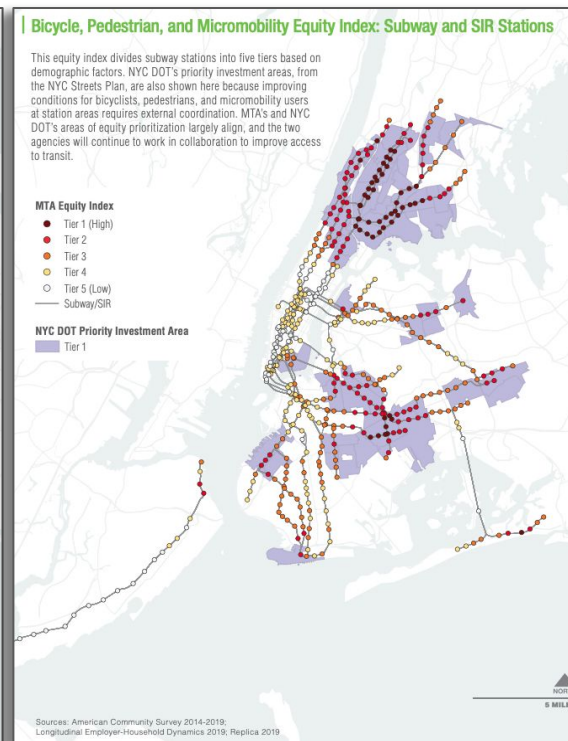 Bicycle, Pedestrian, and Micromobility Equity Index: Subway and SIR Stations
This equity index divides subway stations into five tiers based on
demographic factors. NYC DOT's priority investment areas, from
the NYC Streets Plan, are also shown here because improving
conditions for bicyclists, pedestrians, and micromobility users
at station areas requires external coordination. MTA's and NYC
DOT's areas of equity prioritization largely align, and the two
agencies will continue to work in collaboration to improve access
to transit.
MTA Equity Index
Tier 1 (High)
Tier 2
Tier 3
Tier 4
Tier 5 (Low)
Subway/SIR
NYC DOT Priority Investment Area
Tier 1
NOR
5 MIL
Sources: American Community Survey 2014-2019;
Longitudinal Employer-Household Dynamics 2019; Replica 2019